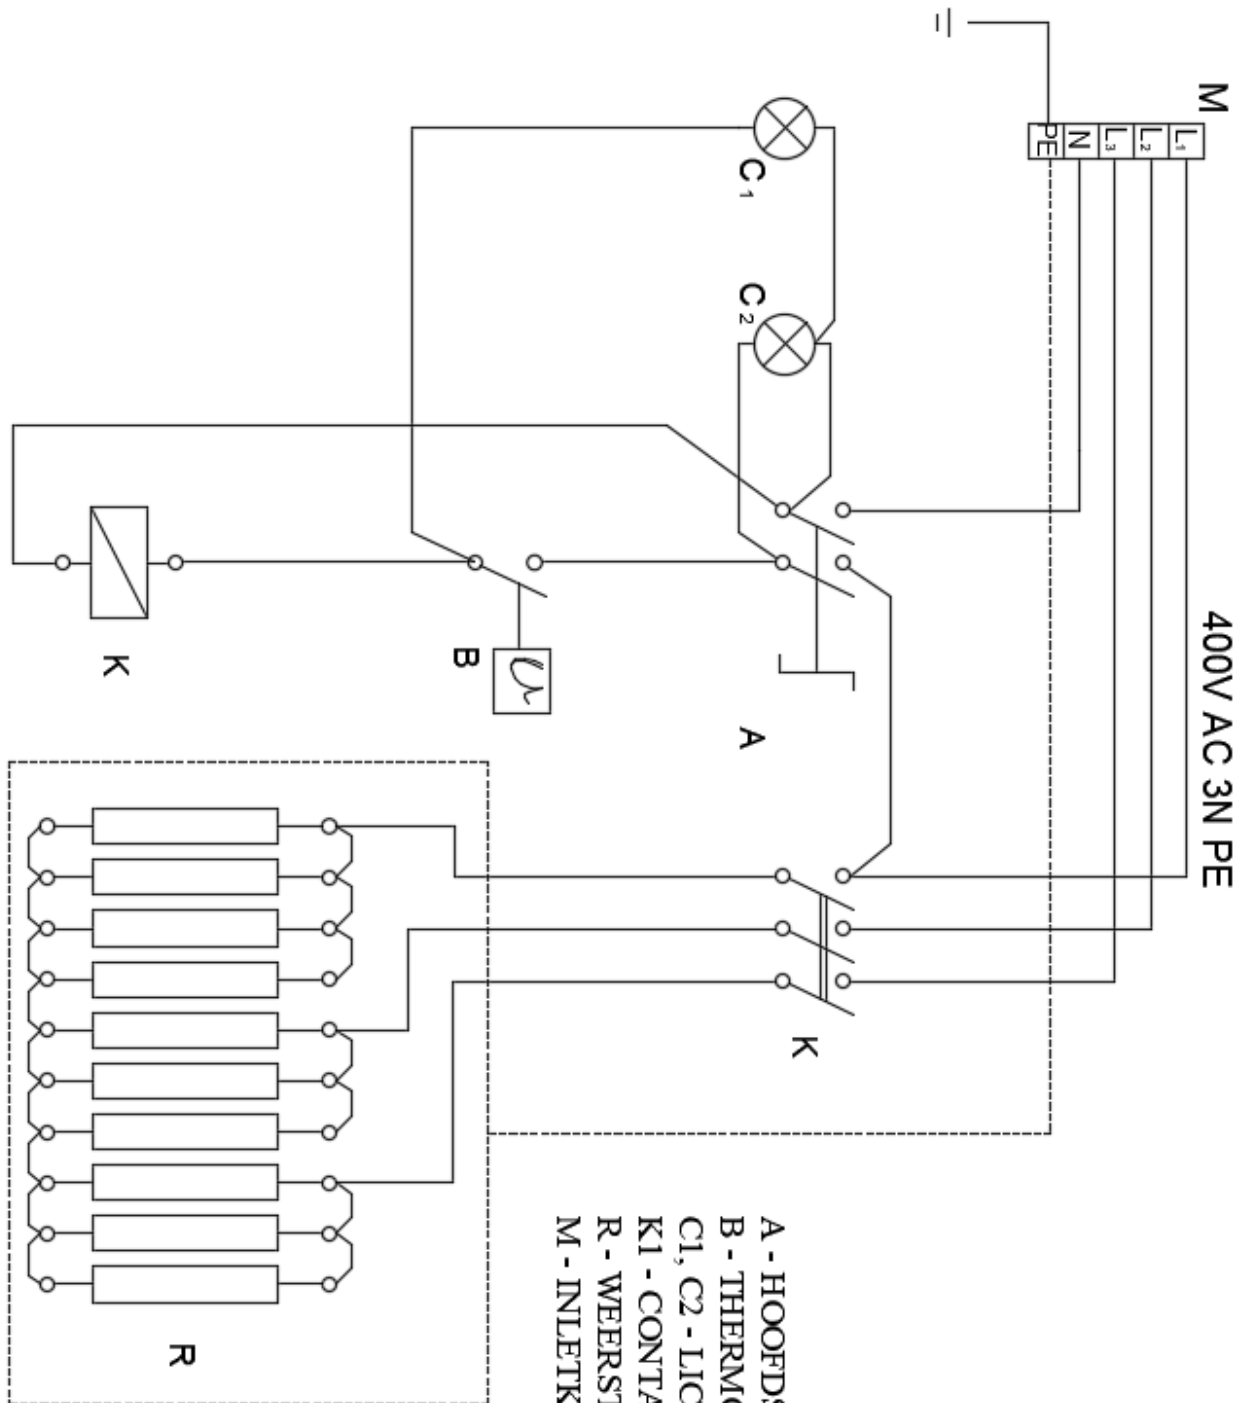 M
L₁
L₂
L₃
N
PE
400V AC 3N PE
C₁
C₂
A
B
K
K
R
A - HOOFDS
B - THERMO
C1, C2 - LIC
K1 - CONTA
R - WEERST
M - INLETK